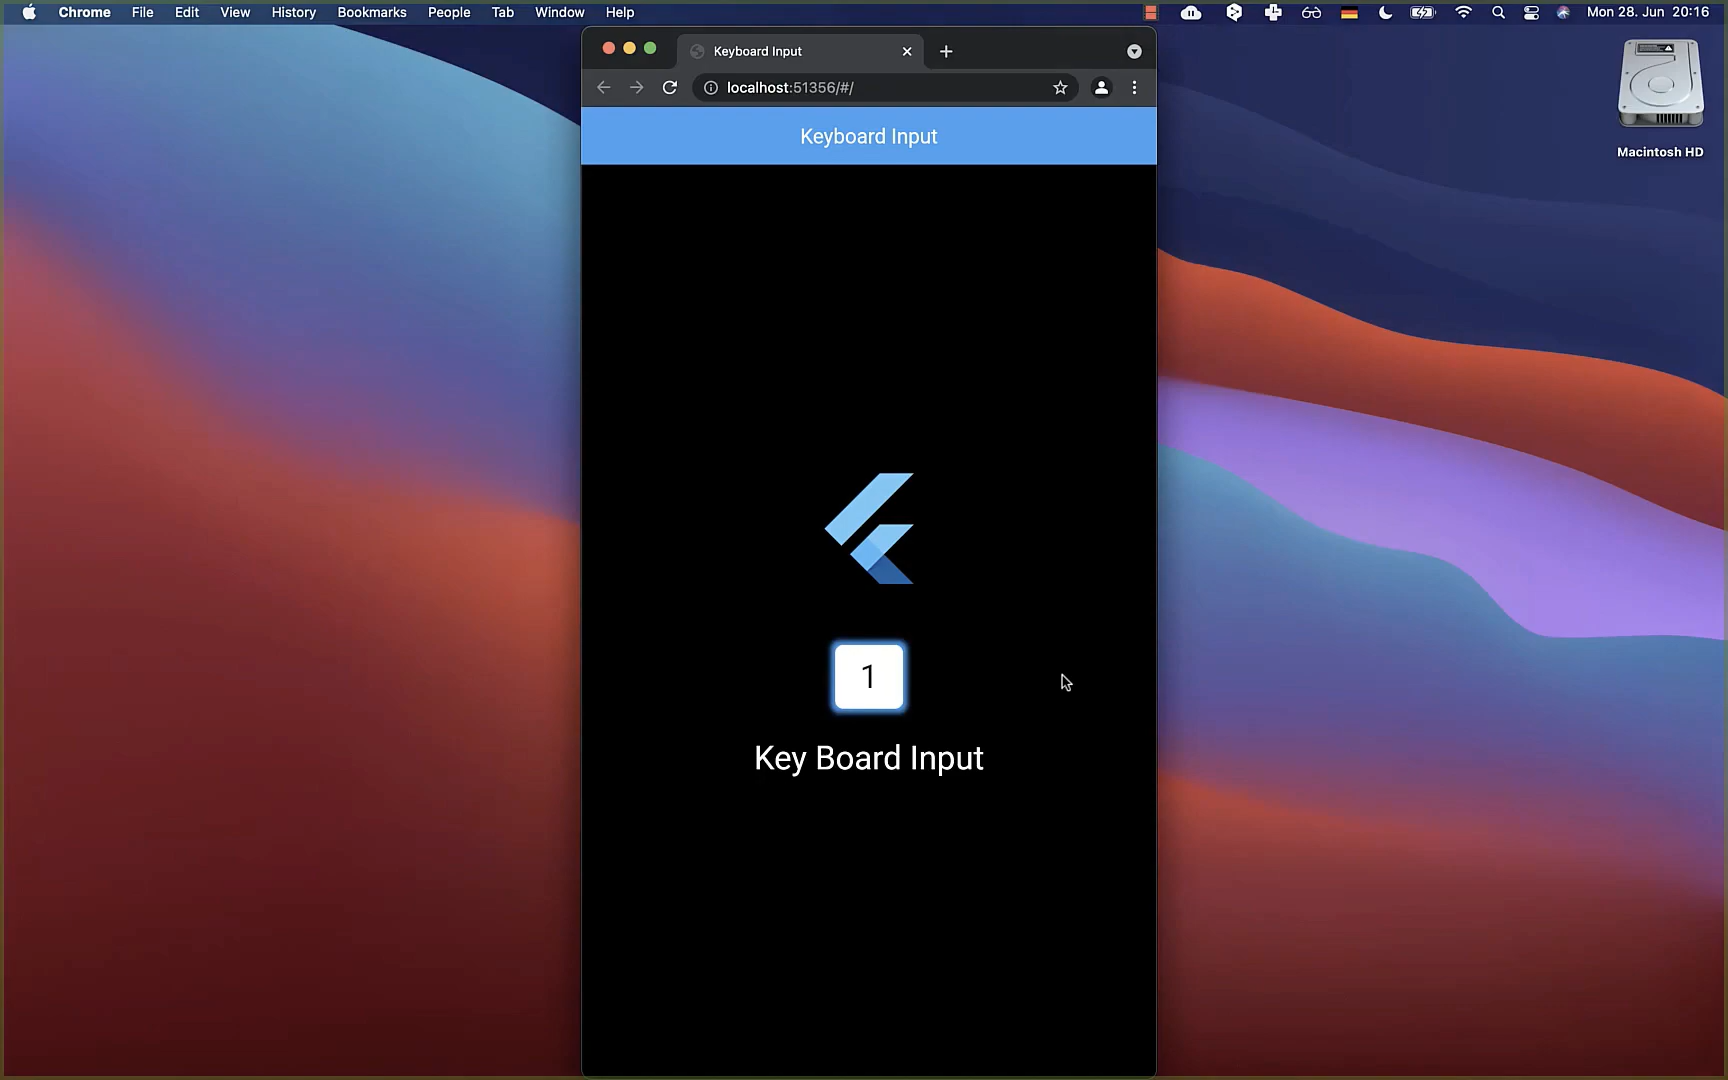 Chrome File Edit View History Bookmarks People Tab Window Help Mon 28. Jun 20:16
Keyboard Input
localhost:51356/#/
Keyboard Input
Macintosh HD
1
Key Board Input